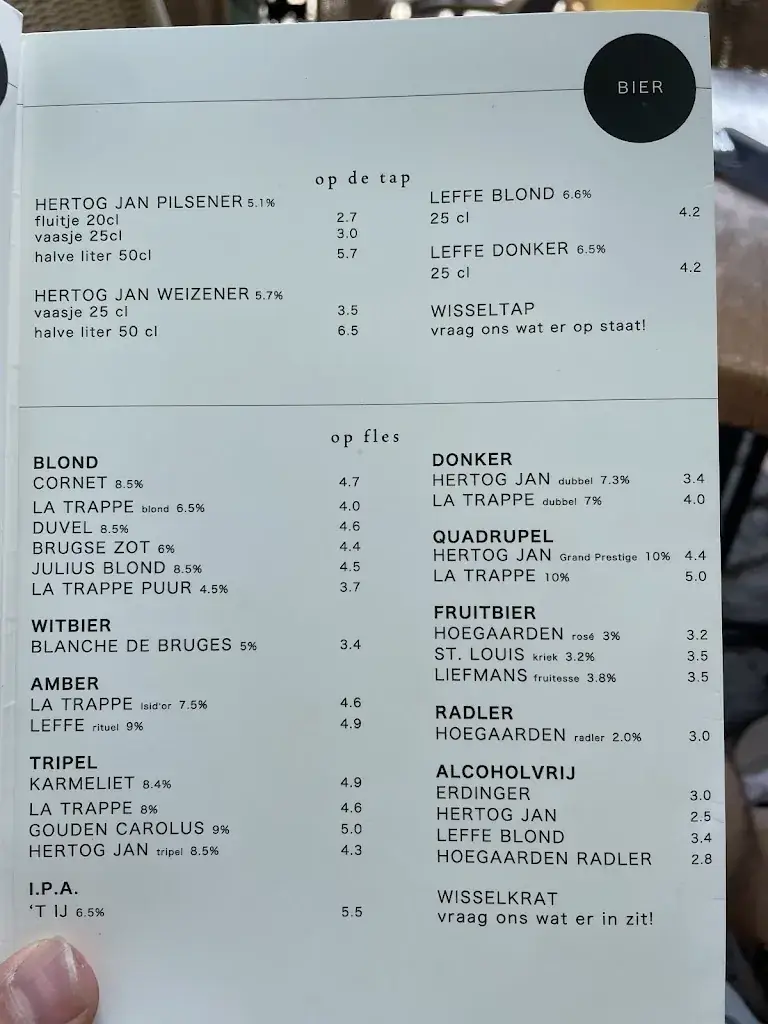 BIER
op de tap
HERTOG JAN PILSENER 5.1%
fluitje 20cl 2.7
vaasje 25cl 3.0
halve liter 50cl 5.7
HERTOG JAN WEIZENER 5.7%
vaasje 25 cl 3.5
halve liter 50 cl 6.5
LEFFE BLOND 6.6%
25 cl 4.2
LEFFE DONKER 6.5%
25 cl 4.2
WISSELTAP
vraag ons wat er op staat!
op fles
BLOND
CORNET 8.5% 4.7
LA TRAPPE blond 6.5% 4.0
DUVEL 8.5% 4.6
BRUGSE ZOT 6% 4.4
JULIUS BLOND 8.5% 4.5
LA TRAPPE PUUR 4.5% 3.7
WITBIER
BLANCHE DE BRUGES 5% 3.4
AMBER
LA TRAPPE Isid'or 7.5% 4.6
LEFFE rituel 9% 4.9
TRIPEL
KARMELIET 8.4% 4.9
LA TRAPPE 8% 4.6
GOUDEN CAROLUS 9% 5.0
HERTOG JAN tripel 8.5% 4.3
I.P.A.
'T IJ 6.5% 5.5
DONKER
HERTOG JAN dubbel 7.3% 3.4
LA TRAPPE dubbel 7% 4.0
QUADRUPEL
HERTOG JAN Grand Prestige 10% 4.4
LA TRAPPE 10% 5.0
FRUITBIER
HOEGAARDEN rosé 3% 3.2
ST. LOUIS kriek 3.2% 3.5
LIEFMANS fruitesse 3.8% 3.5
RADLER
HOEGAARDEN radler 2.0% 3.0
ALCOHOLVRIJ
ERDINGER 3.0
HERTOG JAN 2.5
LEFFE BLOND 3.4
HOEGAARDEN RADLER 2.8
WISSELKRAT
vraag ons wat er in zit!